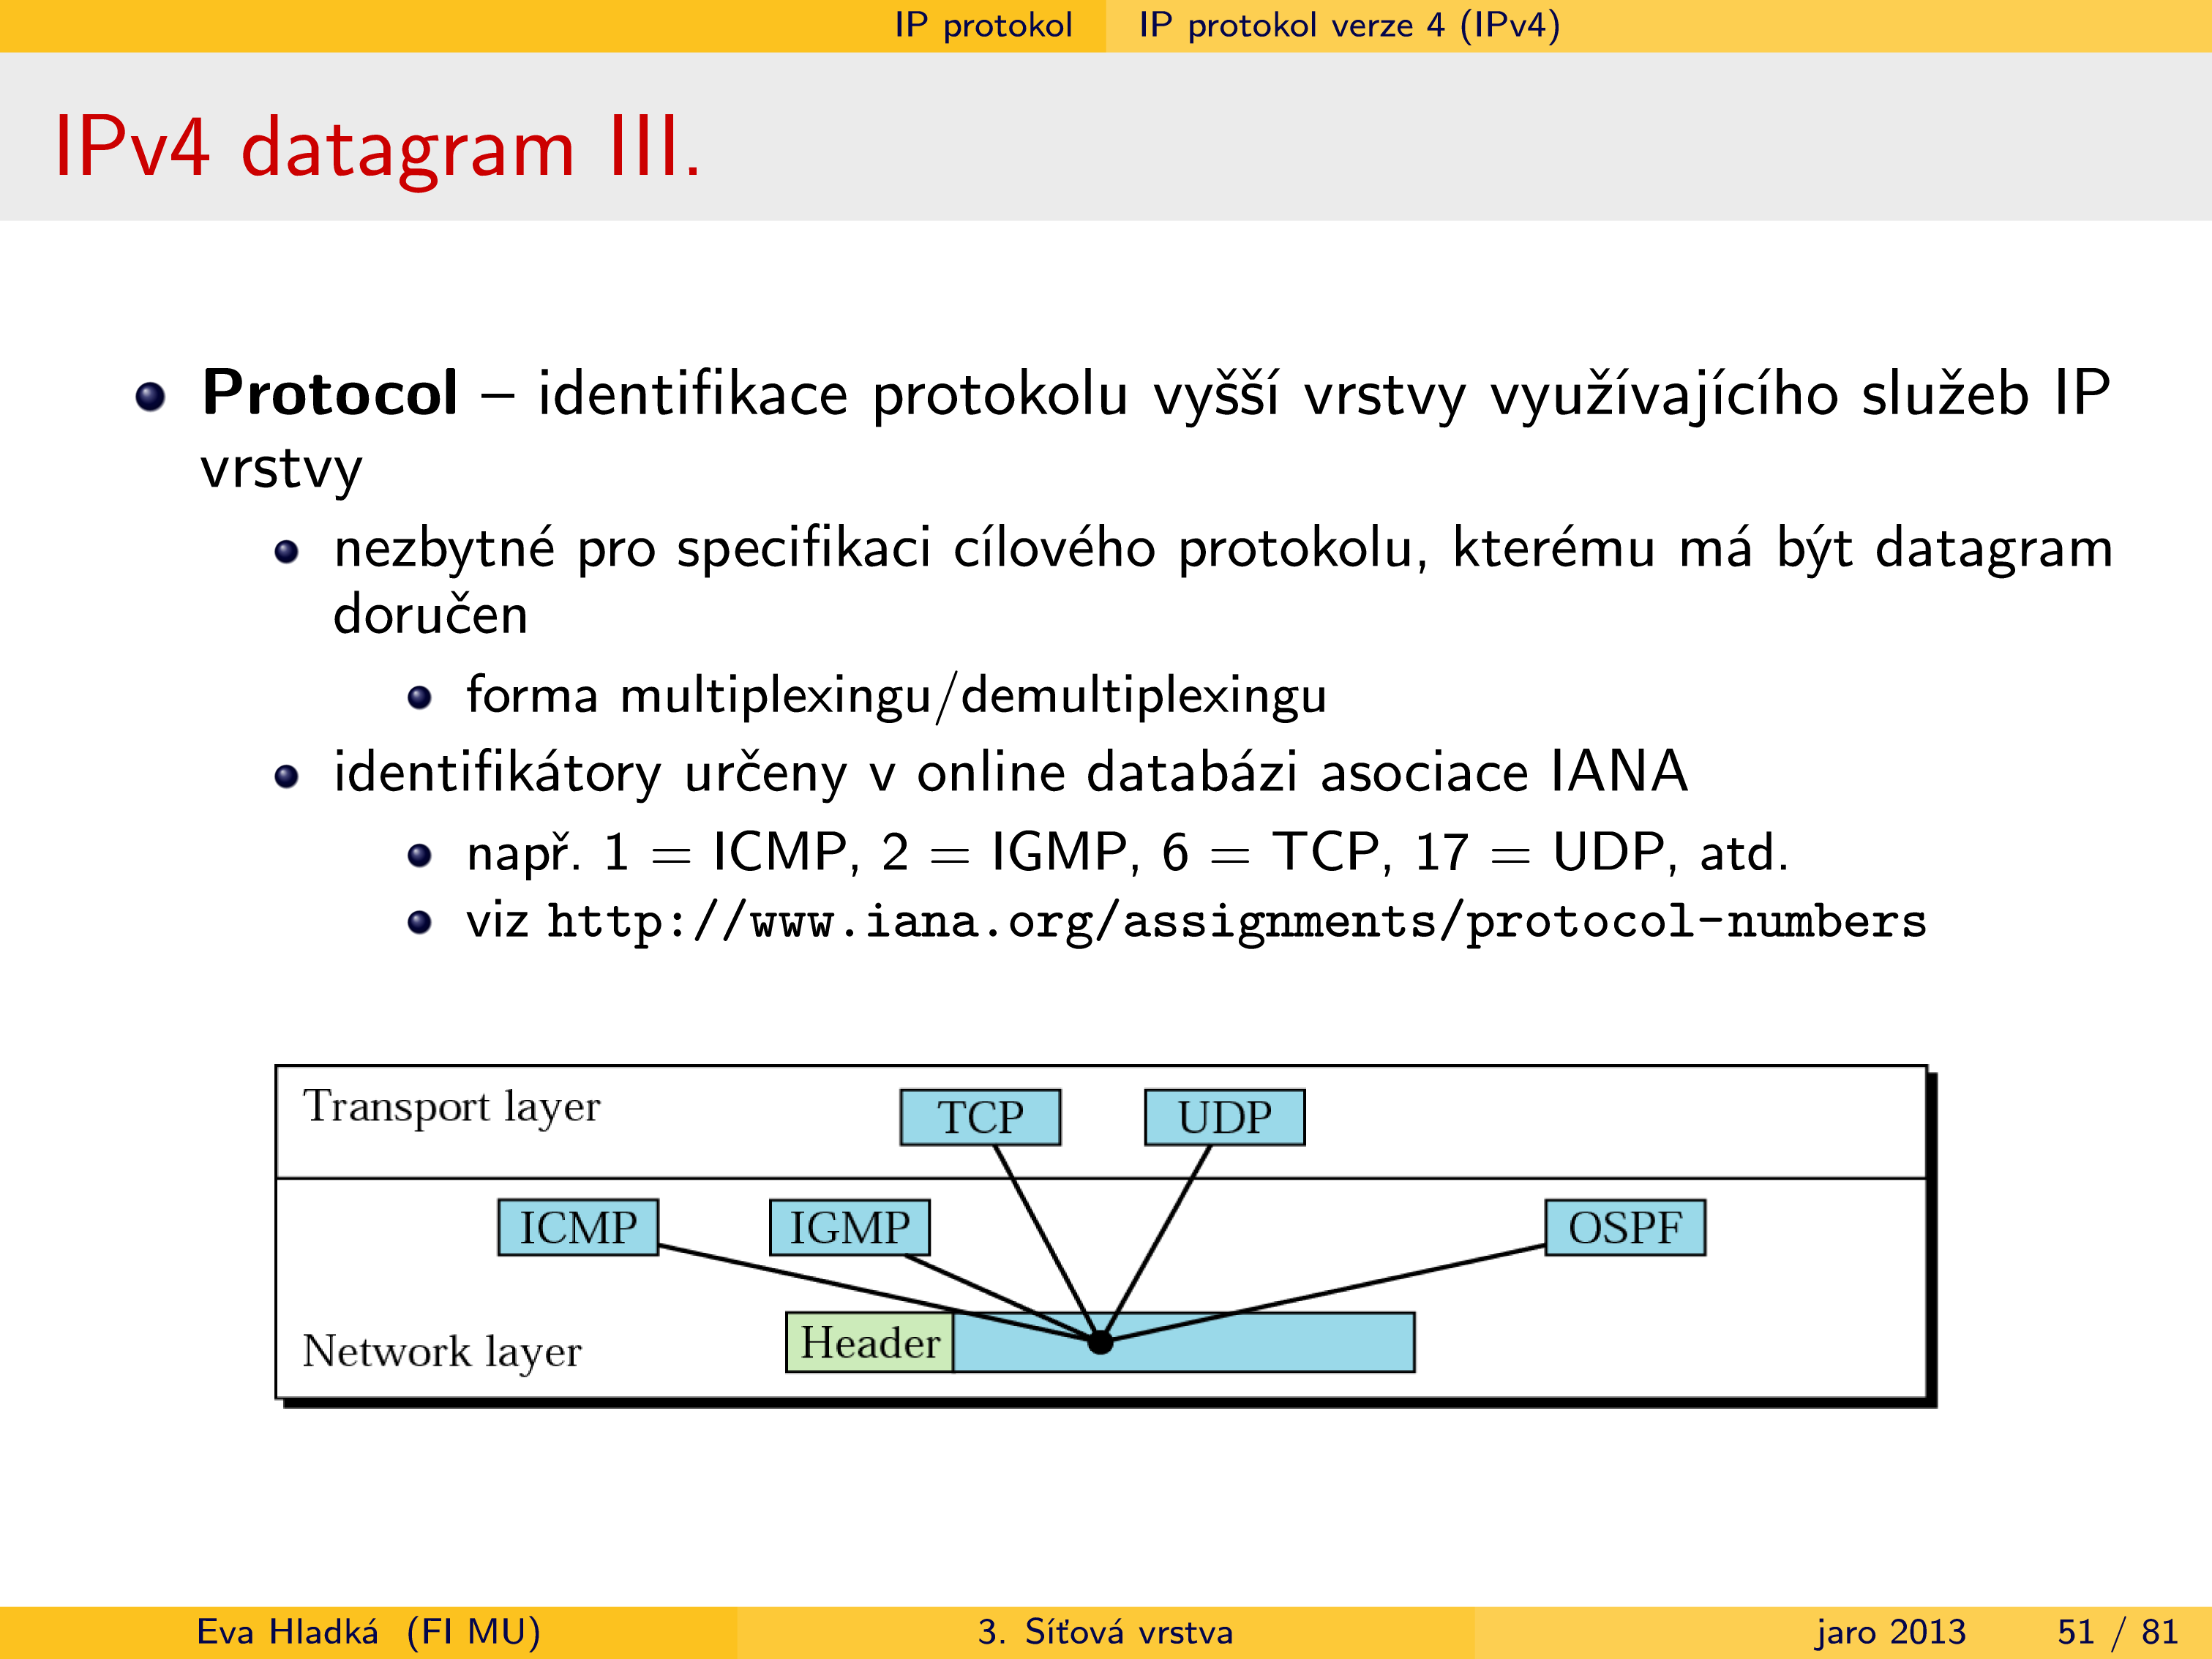 IP protokol IP protokol verze 4 (IPv4)
IPv4 datagram III.
Protocol – identifikace protokolu vyšší vrstvy využívajícího služeb IP
vrstvy
nezbytné pro specifikaci cílového protokolu, kterému má být datagram
doručen
forma multiplexingu/demultiplexingu
identifikátory určeny v online databázi asociace IANA
např. 1 = ICMP, 2 = IGMP, 6 = TCP, 17 = UDP, atd.
viz http://www.iana.org/assignments/protocol-numbers
Transport layer TCP UDP
ICMP IGMP OSPF
Network layer Header
Eva Hladká (FI MU) 3. Síťová vrstva jaro 2013 51 / 81